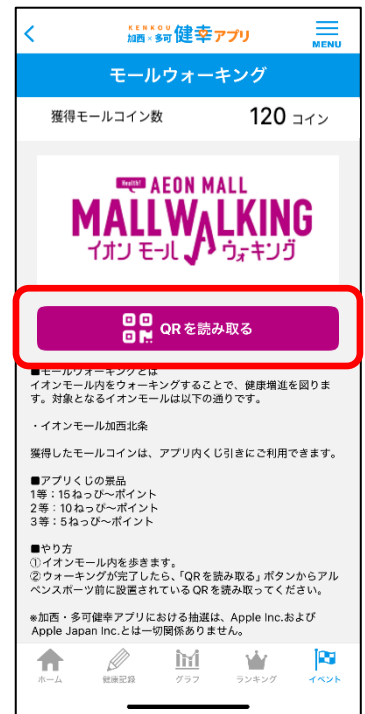 KENKOU
加西×多可 健幸アプリ
MENU
モールウォーキング
獲得モールコイン数 120 コイン
Health! AEON MALL
MALLWALKING
イオン モール ウォーキング
QRを読み取る
■モールウォーキングとは
イオンモール内をウォーキングすることで、健康増進を図りま
す。対象となるイオンモールは以下の通りです。
・イオンモール加西北条
獲得したモールコインは、アプリ内くじ引きにご利用できます。
■アプリくじの景品
1等：15ねっぴ〜ポイント
2等：10ねっぴ〜ポイント
3等：5ねっぴ〜ポイント
■やり方
①イオンモール内を歩きます。
②ウォーキングが完了したら、「QRを読み取る」ボタンからアル
ペンスポーツ前に設置されているQRを読み取ってください。
※加西・多可健幸アプリにおける抽選は、Apple Inc.および
Apple Japan Inc.とは一切関係ありません。
ホーム 健康記録 グラフ ランキング イベント